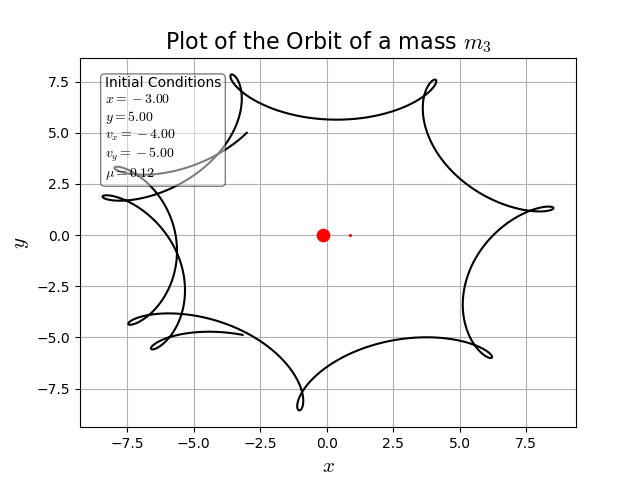 Plot of the Orbit of a mass m₃
Initial Conditions
x = −3.00
y = 5.00
vₓ = −4.00
v_y = −5.00
μ = 0.12
7.5
5.0
2.5
0.0
−2.5
−5.0
−7.5
y
−7.5 −5.0 −2.5 0.0 2.5 5.0 7.5
x